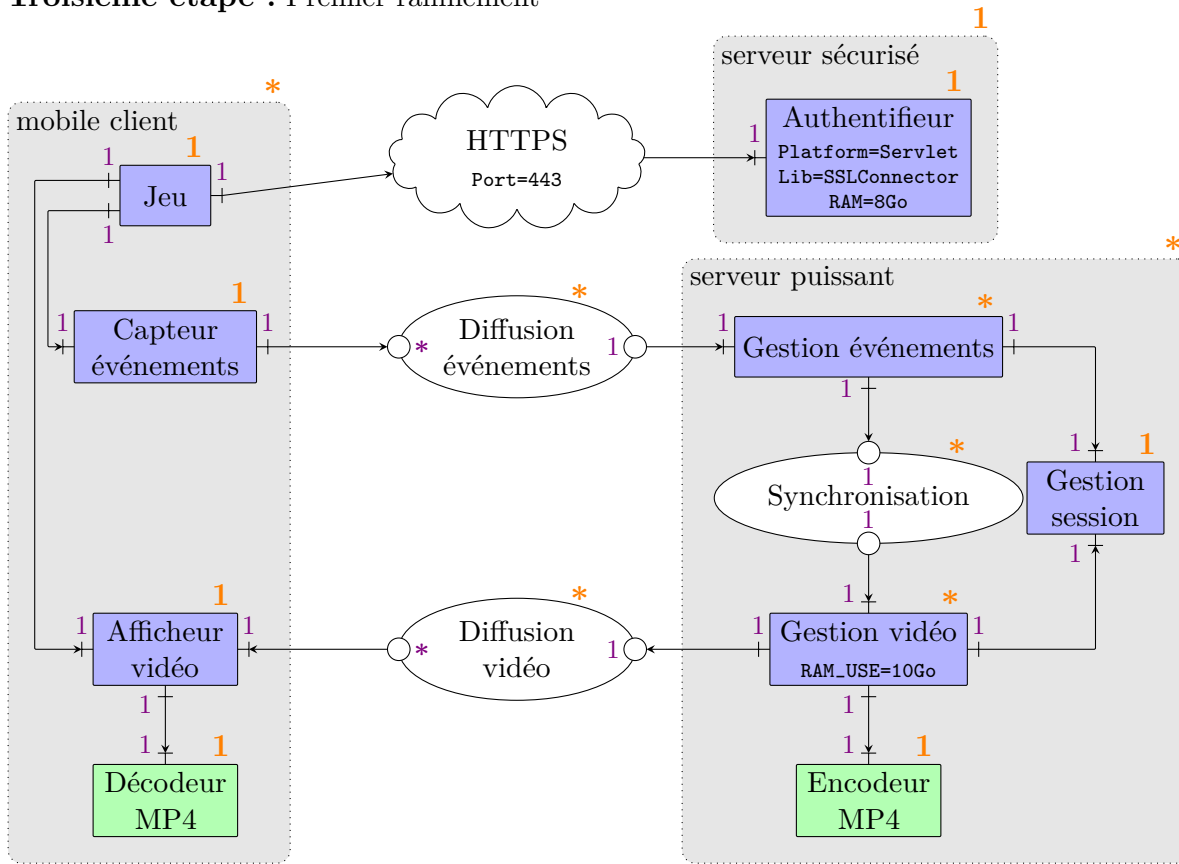 Troisième étape : Premier raffinement
1
serveur sécurisé
*
1
mobile client
Authentifieur
Platform=Servlet
Lib=SSLConnector
RAM=8Go
1
HTTPS
Port=443
1
1
1
Jeu
1
*
serveur puissant
1
1
Capteur
événements
1
*
Diffusion
événements
*
1
*
1
Gestion événements
1
1
*
1
Synchronisation
1
1
1
Gestion
session
1
1
1
Afficheur
vidéo
1
*
Diffusion
vidéo
*
1
1
*
1
Gestion vidéo
RAM_USE=10Go
1
1
1
1
Décodeur
MP4
1
1
1
Encodeur
MP4